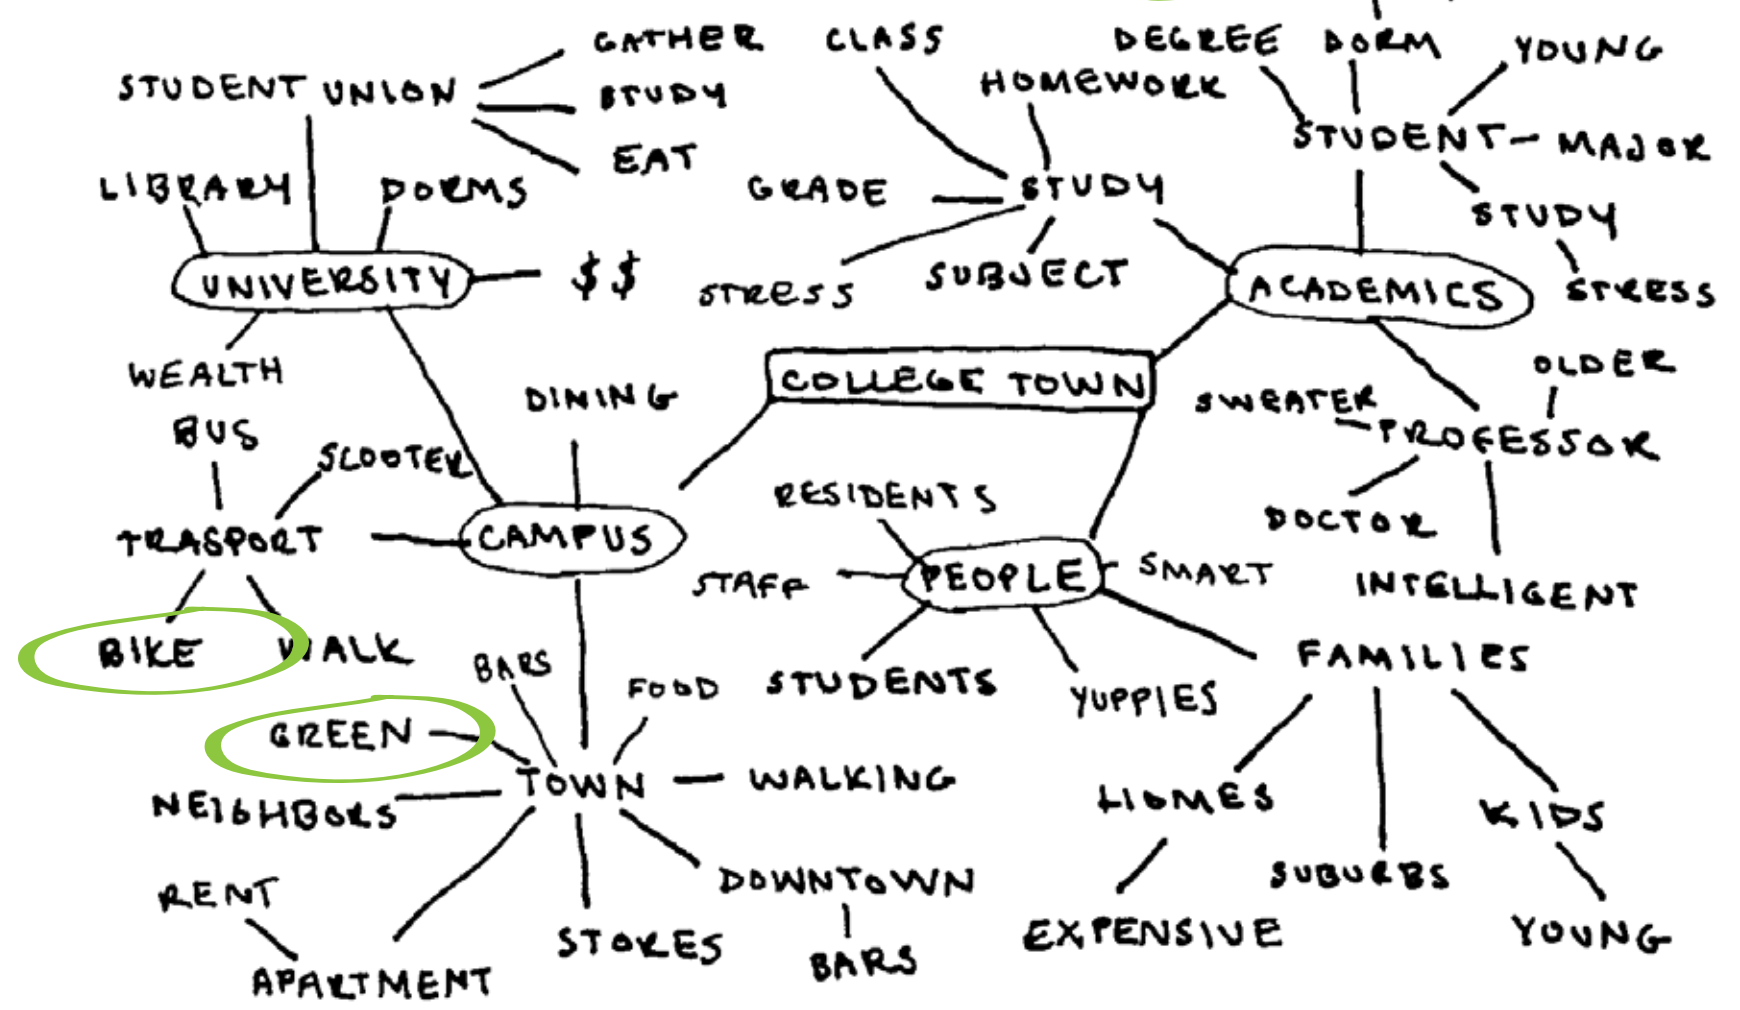 GATHER
CLASS
DEGREE
DORM
YOUNG
STUDENT UNION
STUDY
HOMEWORK
EAT
STUDENT
MAJOR
LIBRARY
DORMS
GRADE
STUDY
STUDY
UNIVERSITY
$$
STRESS
SUBJECT
ACADEMICS
STRESS
WEALTH
DINING
COLLEGE TOWN
OLDER
SWEATER
BUS
SCOOTER
PROFESSOR
RESIDENTS
DOCTOR
TRASPORT
CAMPUS
STAFF
PEOPLE
SMART
INTELLIGENT
BIKE
WALK
BARS
FOOD
STUDENTS
YUPPIES
FAMILIES
GREEN
TOWN
WALKING
NEIGHBORS
HOMES
KIDS
RENT
DOWNTOWN
SUBURBS
STORES
BARS
EXPENSIVE
YOUNG
APARTMENT